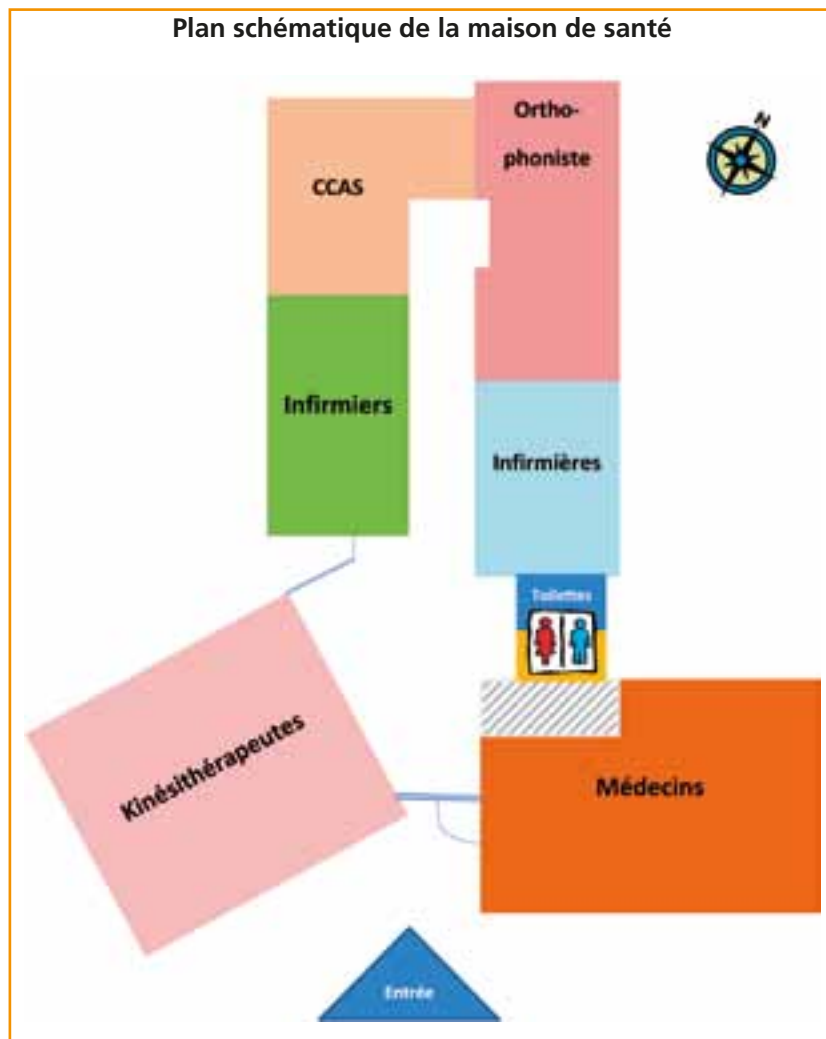 Plan schématique de la maison de santé
Ortho-
phoniste
N
CCAS
Infirmiers
Infirmières
Toilettes
Kinésithérapeutes
Médecins
Entrée